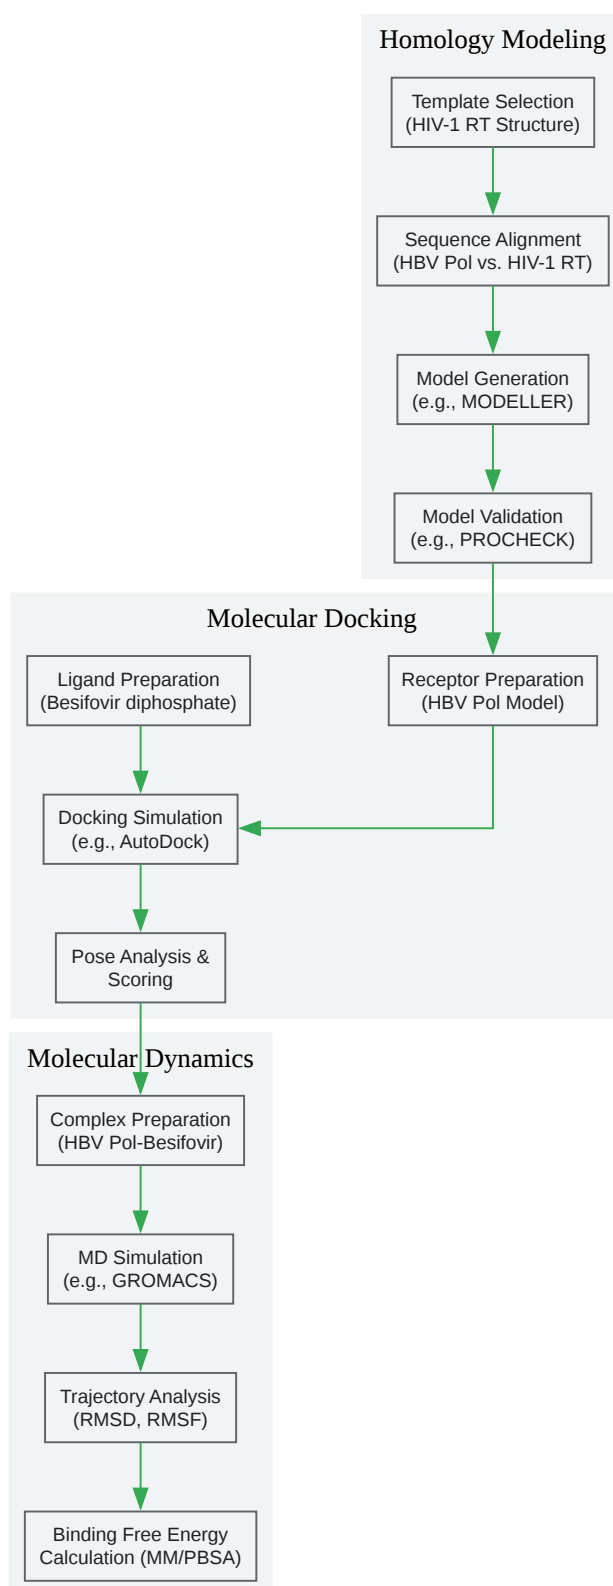 Homology Modeling
Template Selection
(HIV-1 RT Structure)
Sequence Alignment
(HBV Pol vs. HIV-1 RT)
Model Generation
(e.g., MODELLER)
Model Validation
(e.g., PROCHECK)
Molecular Docking
Ligand Preparation
(Besifovir diphosphate)
Receptor Preparation
(HBV Pol Model)
Docking Simulation
(e.g., AutoDock)
Pose Analysis &
Scoring
Molecular Dynamics
Complex Preparation
(HBV Pol-Besifovir)
MD Simulation
(e.g., GROMACS)
Trajectory Analysis
(RMSD, RMSF)
Binding Free Energy
Calculation (MM/PBSA)